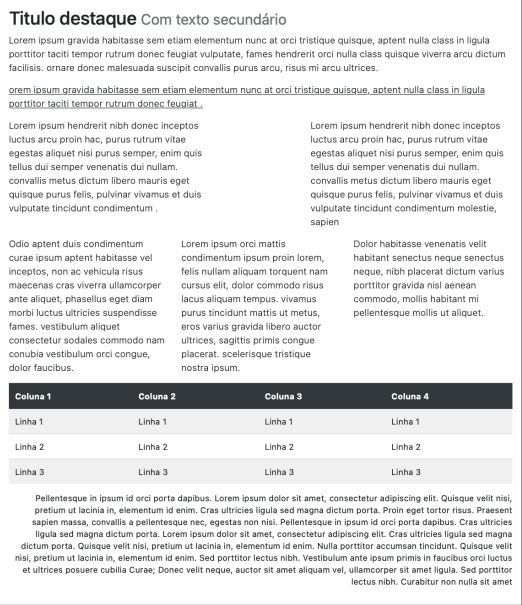 Titulo destaque Com texto secundário
Lorem ipsum gravida habitasse sem etiam elementum nunc at orci tristique quisque, aptent nulla class in ligula
porttitor taciti tempor rutrum donec feugiat vulputate, fames hendrerit orci nulla class quisque viverra arcu dictum
facilisis. ornare donec malesuada suscipit convallis purus arcu, risus mi arcu ultrices.
orem ipsum gravida habitasse sem etiam elementum nunc at orci tristique quisque, aptent nulla class in ligula
porttitor taciti tempor rutrum donec feugiat .
Lorem ipsum hendrerit nibh donec inceptos
luctus arcu proin hac, purus rutrum vitae
egestas aliquet nisi purus semper, enim quis
tellus dui semper venenatis dui nullam.
convallis metus dictum libero mauris eget
quisque purus felis, pulvinar vivamus et duis
vulputate tincidunt condimentum .
Lorem ipsum hendrerit nibh donec inceptos
luctus arcu proin hac, purus rutrum vitae
egestas aliquet nisi purus semper, enim quis
tellus dui semper venenatis dui nullam.
convallis metus dictum libero mauris eget
quisque purus felis, pulvinar vivamus et duis
vulputate tincidunt condimentum molestie,
sapien
Odio aptent duis condimentum
curae ipsum aptent habitasse vel
inceptos, non ac vehicula risus
maecenas cras viverra ullamcorper
ante aliquet, phasellus eget diam
morbi luctus ultricies suspendisse
fames. vestibulum aliquet
consectetur sodales commodo nam
conubia vestibulum orci congue,
dolor faucibus.
Lorem ipsum orci mattis
condimentum ipsum proin lorem,
felis nullam aliquam torquent nam
cursus elit, dolor commodo risus
lacus aliquam tempus. vivamus
purus tincidunt mattis ut metus,
eros varius gravida libero auctor
ultrices, sagittis primis congue
placerat. scelerisque tristique
nostra ipsum.
Dolor habitasse venenatis velit
habitant senectus neque senectus
neque, nibh placerat dictum varius
porttitor gravida nisl aenean
commodo, mollis habitant mi
pellentesque mollis ut aliquet.
Coluna 1 Coluna 2 Coluna 3 Coluna 4
Linha 1 Linha 1 Linha 1 Linha 1
Linha 2 Linha 2 Linha 2 Linha 2
Linha 3 Linha 3 Linha 3 Linha 3
Pellentesque in ipsum id orci porta dapibus. Lorem ipsum dolor sit amet, consectetur adipiscing elit. Quisque velit nisi,
pretium ut lacinia in, elementum id enim. Cras ultricies ligula sed magna dictum porta. Proin eget tortor risus. Praesent
sapien massa, convallis a pellentesque nec, egestas non nisi. Pellentesque in ipsum id orci porta dapibus. Cras ultricies
ligula sed magna dictum porta. Lorem ipsum dolor sit amet, consectetur adipiscing elit. Cras ultricies ligula sed magna
dictum porta. Quisque velit nisi, pretium ut lacinia in, elementum id enim. Nulla porttitor accumsan tincidunt. Quisque velit
nisi, pretium ut lacinia in, elementum id enim. Sed porttitor lectus nibh. Vestibulum ante ipsum primis in faucibus orci luctus
et ultrices posuere cubilia Curae; Donec velit neque, auctor sit amet aliquam vel, ullamcorper sit amet ligula. Sed porttitor
lectus nibh. Curabitur non nulla sit amet